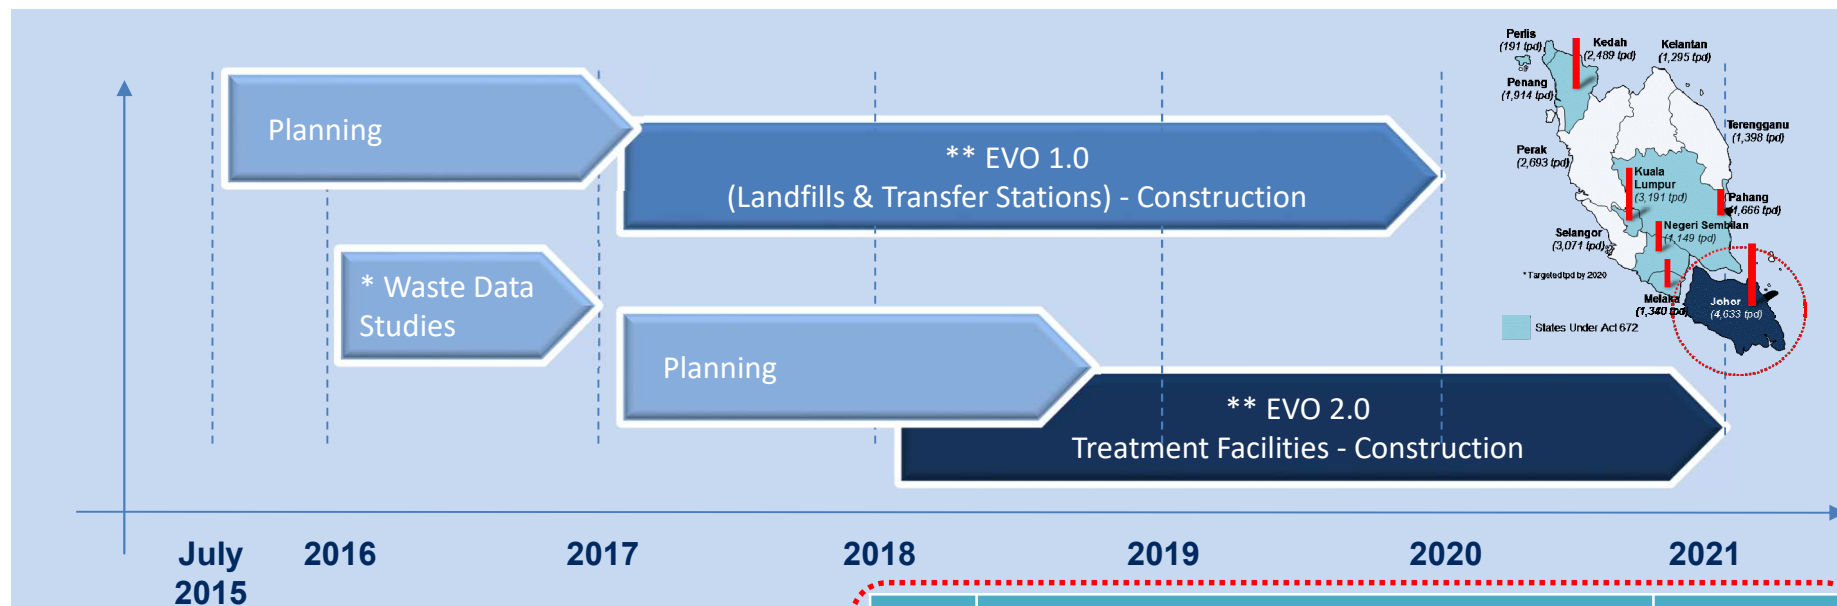 Planning
** EVO 1.0
(Landfills & Transfer Stations) - Construction
* Waste Data
Studies
Planning
** EVO 2.0
Treatment Facilities - Construction
July
2015
2016
2017
2018
2019
2020
2021
Perlis
(191 tpd)
Kedah
(2,489 tpd)
Kelantan
(1,295 tpd)
Penang
(1,914 tpd)
Terengganu
(1,398 tpd)
Perak
(2,693 tpd)
Kuala
Lumpur
(3,191 tpd)
Pahang
(1,666 tpd)
Negeri Sembilan
(1,149 tpd)
Selangor
(3,071 tpd)
* Targeted tpd by 2020
Melaka
Johor
(4,633 tpd)
States Under Act 672